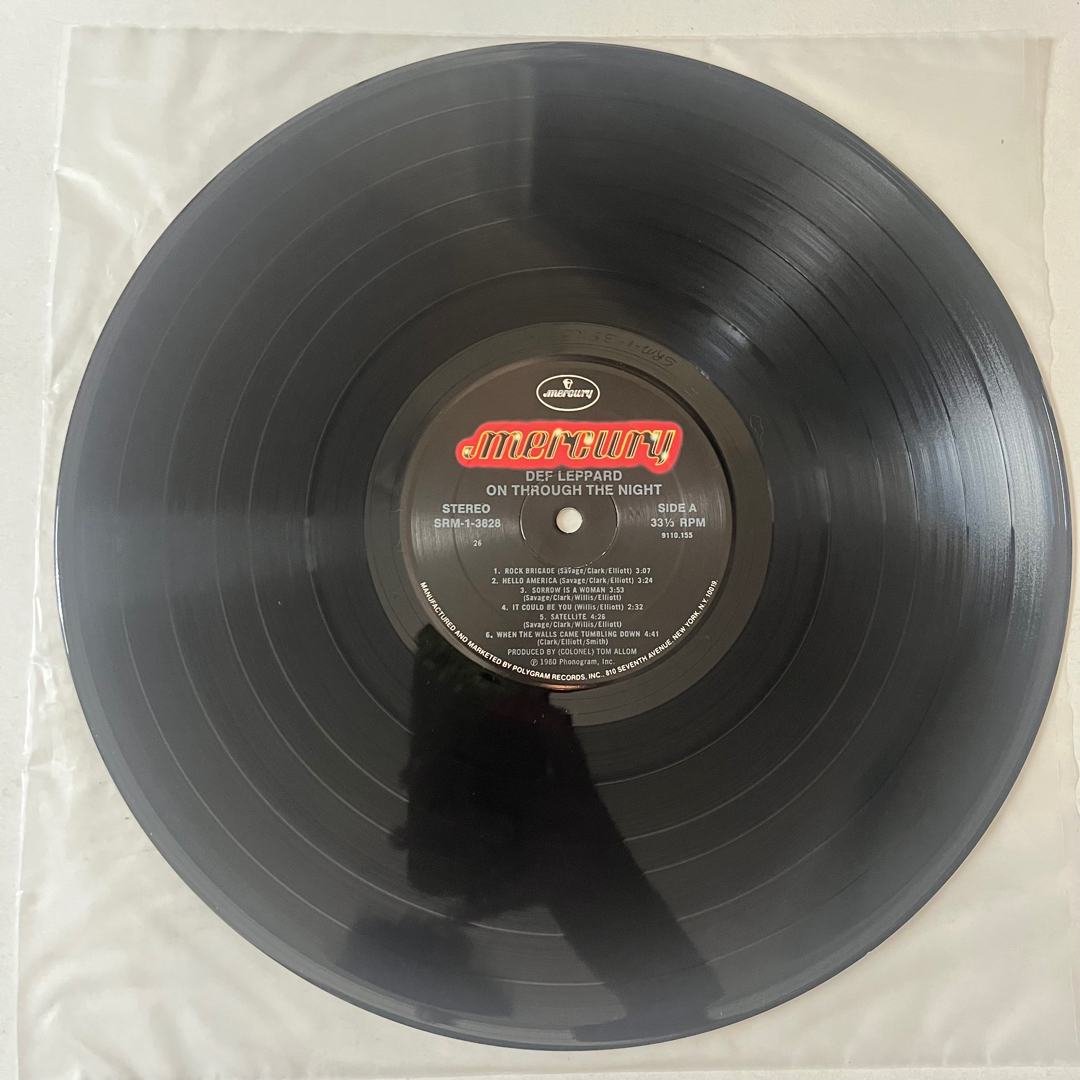 mercury
mercury
DEF LEPPARD
ON THROUGH THE NIGHT
STEREO
SRM-1-3828
26
SIDE A
33⅓ RPM
9110.155
1. ROCK BRIGADE (Savage/Clark/Elliott) 3:07
2. HELLO AMERICA (Savage/Clark/Elliott) 3:24
3. SORROW IS A WOMAN 3:53
(Savage/Clark/Willis/Elliott)
4. IT COULD BE YOU (Willis/Elliott) 2:32
5. SATELLITE 4:26
(Savage/Clark/Willis/Elliott)
6. WHEN THE WALLS CAME TUMBLING DOWN 4:41
(Clark/Elliott/Smith)
PRODUCED BY (COLONEL) TOM ALLOM
℗ 1980 Phonogram, Inc.
MANUFACTURED AND MARKETED BY POLYGRAM RECORDS, INC., 810 SEVENTH AVENUE, NEW YORK, N.Y. 10019.